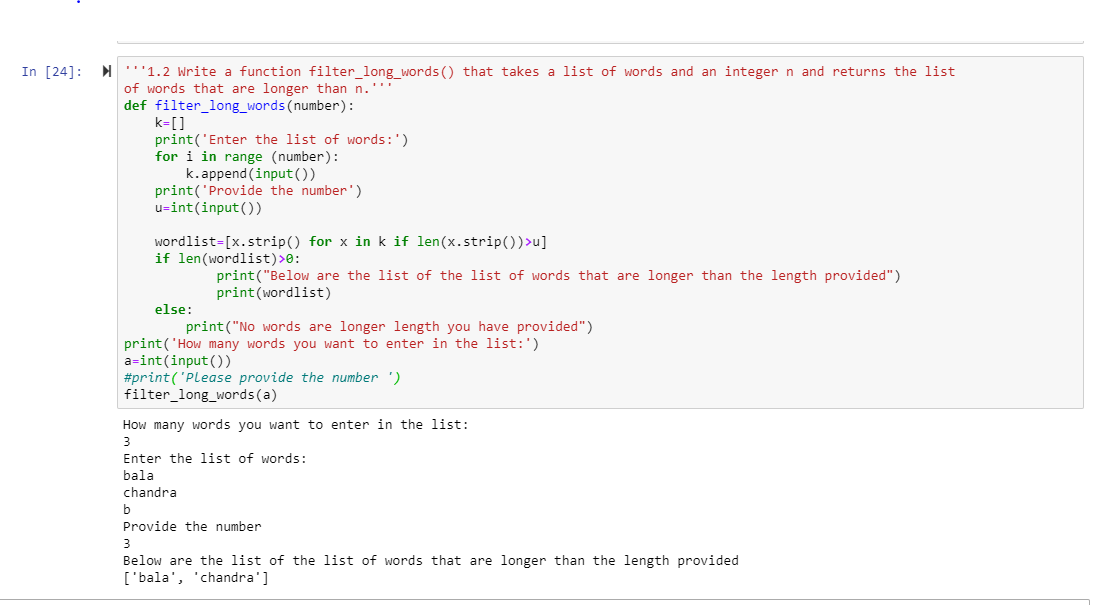 In [24]:
'''1.2 Write a function filter_long_words() that takes a list of words and an integer n and returns the list
of words that are longer than n.'''
def filter_long_words(number):
    k=[]
    print('Enter the list of words:')
    for i in range (number):
        k.append(input())
    print('Provide the number')
    u=int(input())

    wordlist=[x.strip() for x in k if len(x.strip())>u]
    if len(wordlist)>0:
            print("Below are the list of the list of words that are longer than the length provided")
            print(wordlist)
    else:
        print("No words are longer length you have provided")
print('How many words you want to enter in the list:')
a=int(input())
#print('Please provide the number ')
filter_long_words(a)
How many words you want to enter in the list:
3
Enter the list of words:
bala
chandra
b
Provide the number
3
Below are the list of the list of words that are longer than the length provided
['bala', 'chandra']